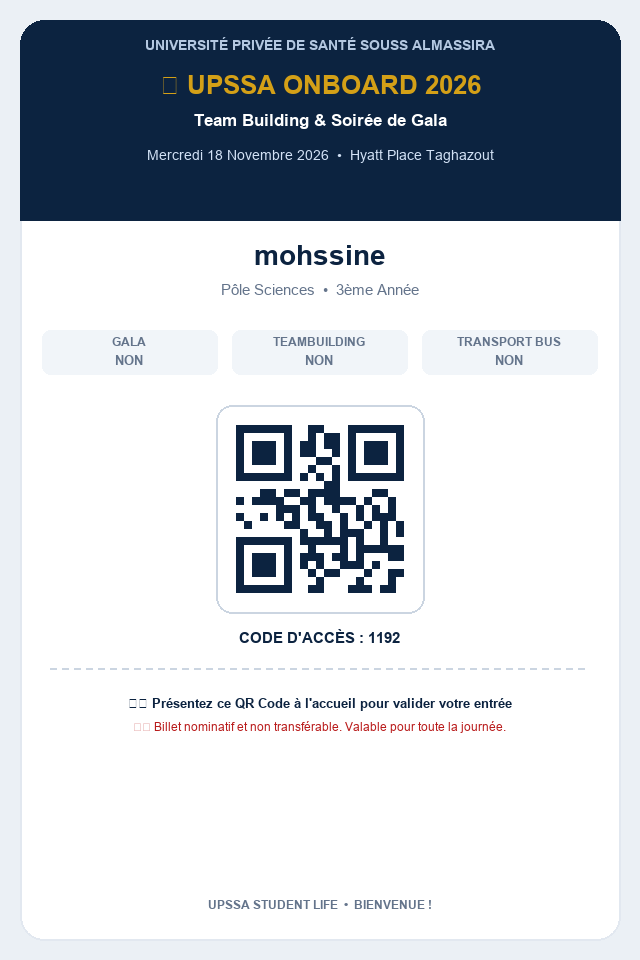 UNIVERSITÉ PRIVÉE DE SANTÉ SOUSS ALMASSIRA
UPSSA ONBOARD 2026
Team Building & Soirée de Gala
Mercredi 18 Novembre 2026 • Hyatt Place Taghazout
mohssine
Pôle Sciences • 3ème Année
GALA
NON
TEAMBUILDING
NON
TRANSPORT BUS
NON
CODE D'ACCÈS : 1192
Présentez ce QR Code à l'accueil pour valider votre entrée
Billet nominatif et non transférable. Valable pour toute la journée.
UPSSA STUDENT LIFE • BIENVENUE !